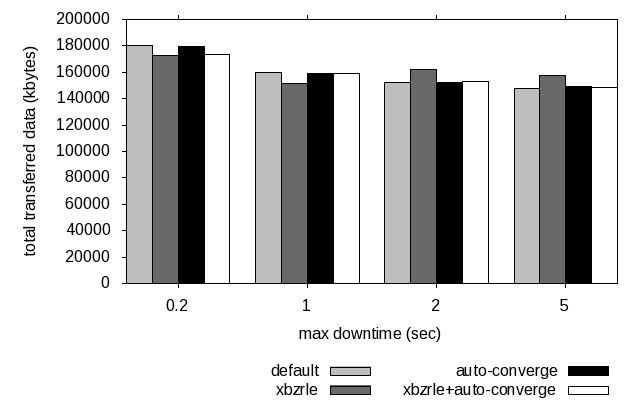 200000
180000
160000
140000
120000
100000
80000
60000
40000
20000
0
total transferred data (kbytes)
0.2 1 2 5
max downtime (sec)
default auto-converge
xbzrle xbzrle+auto-converge